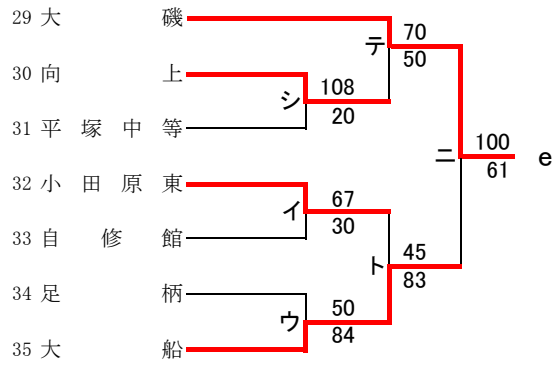 29 大 磯
30 向 上
31 平 塚 中 等
32 小 田 原 東
33 自 修 館
34 足 柄
35 大 船
テ 70
50
シ 108
20
ニ 100
61
e
イ 67
30
ト 45
83
ウ 50
84